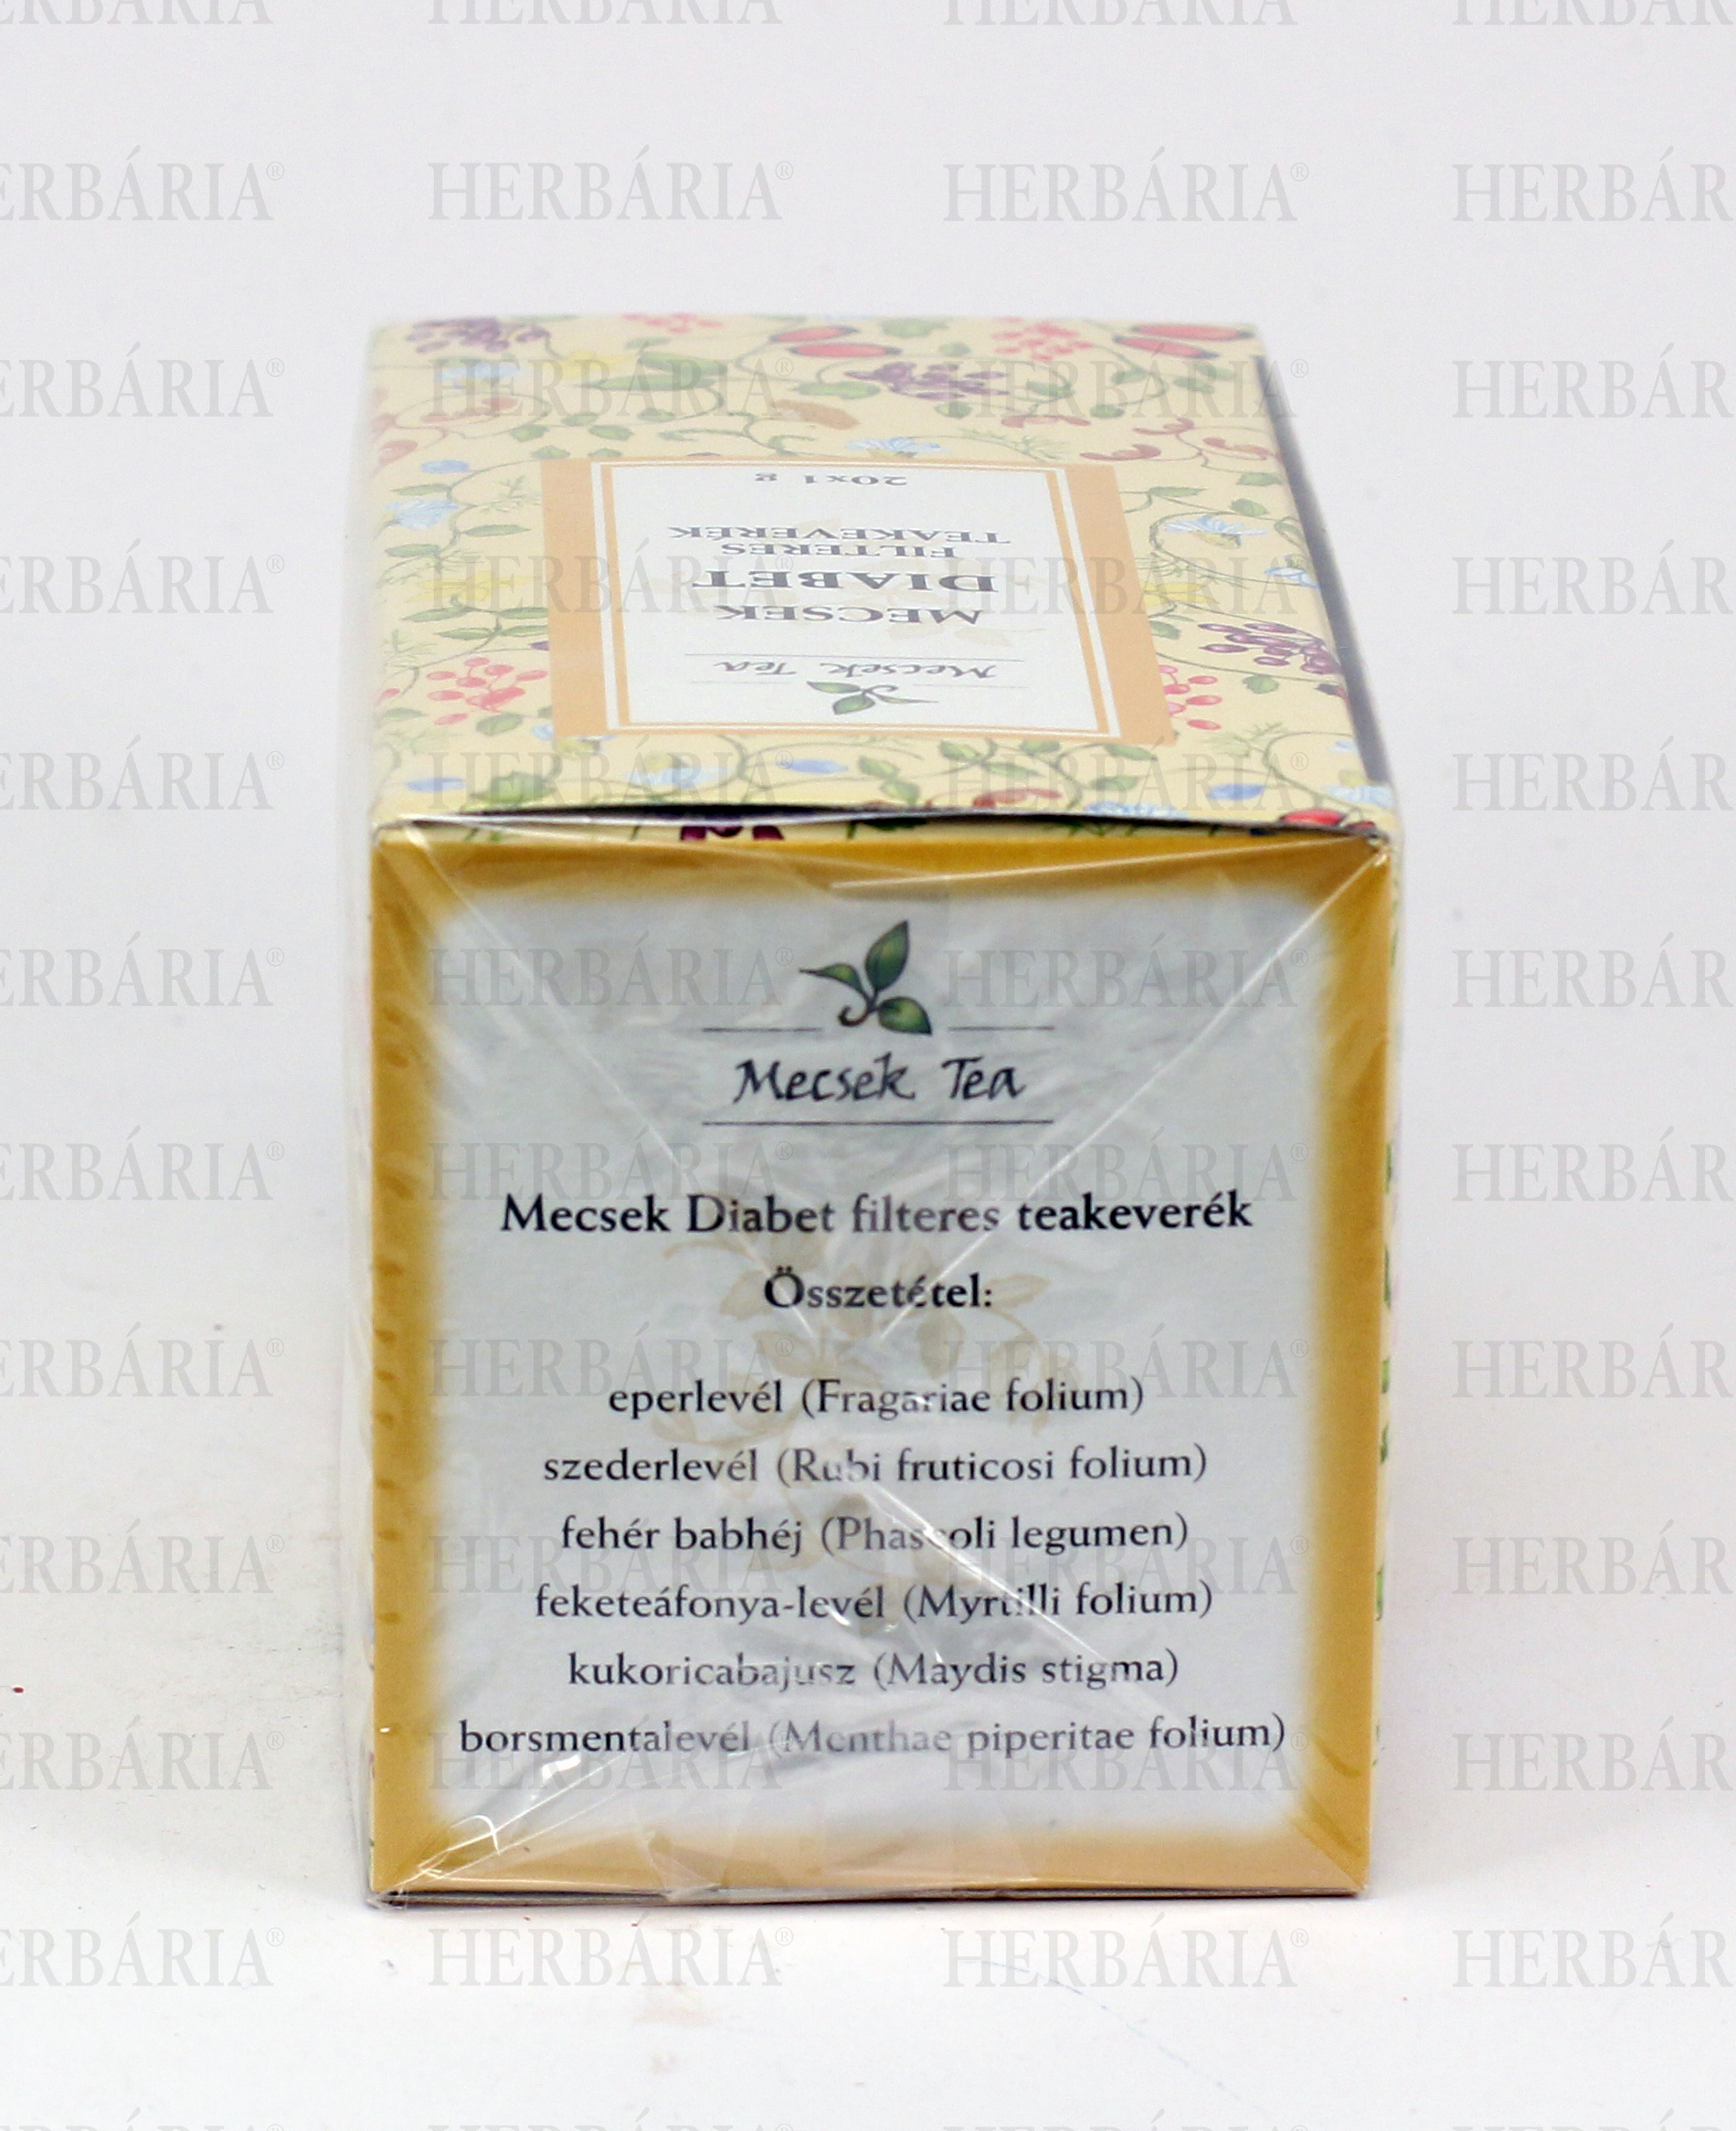 HERBÁRIA®
Mecsek Tea
MECSEK
DIABET
FILTERES
TEAKEVERÉK
20x1 g
Mecsek Tea
Mecsek Diabet filteres teakeverék
Összetétel:
eperlevél (Fragariae folium)
szederlevél (Rubi fruticosi folium)
fehér babhéj (Phaseoli legumen)
feketeáfonya-levél (Myrtilli folium)
kukoricabajusz (Maydis stigma)
borsmentalevél (Menthae piperitae folium)